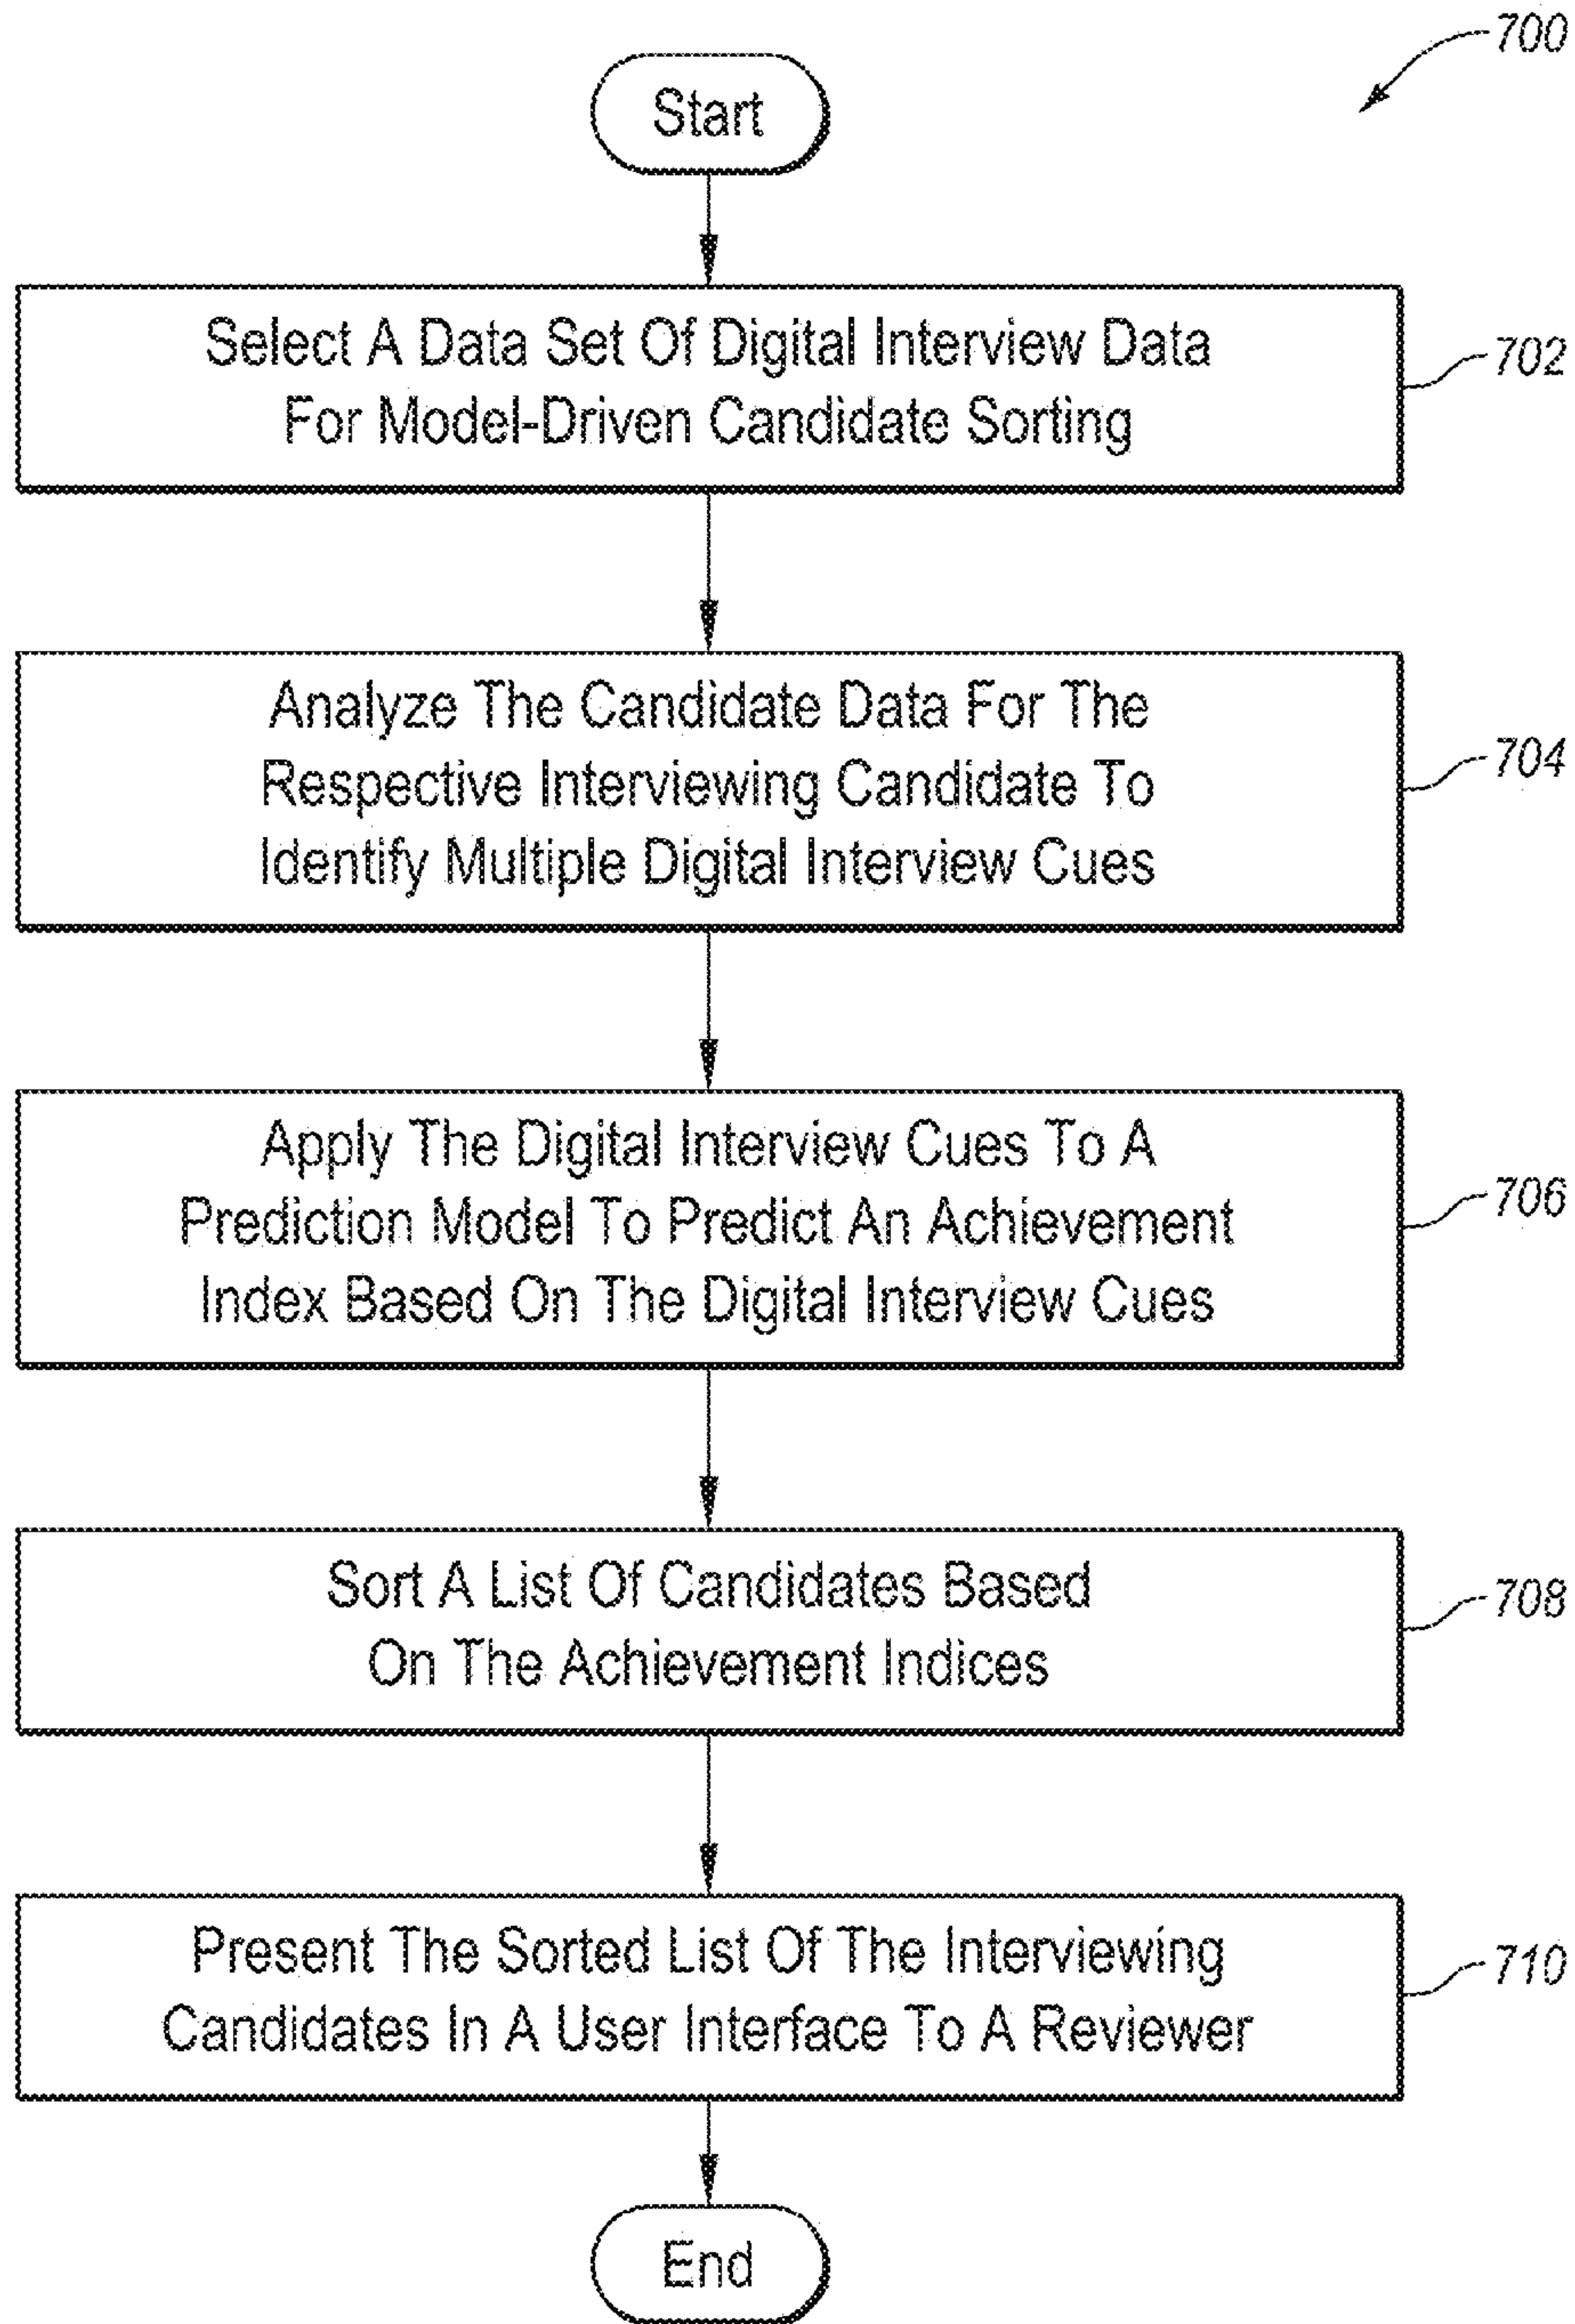 700
Start
Select A Data Set Of Digital Interview Data
For Model-Driven Candidate Sorting
702
Analyze The Candidate Data For The
Respective Interviewing Candidate To
Identify Multiple Digital Interview Cues
704
Apply The Digital Interview Cues To A
Prediction Model To Predict An Achievement
Index Based On The Digital Interview Cues
706
Sort A List Of Candidates Based
On The Achievement Indices
708
Present The Sorted List Of The Interviewing
Candidates In A User Interface To A Reviewer
710
End